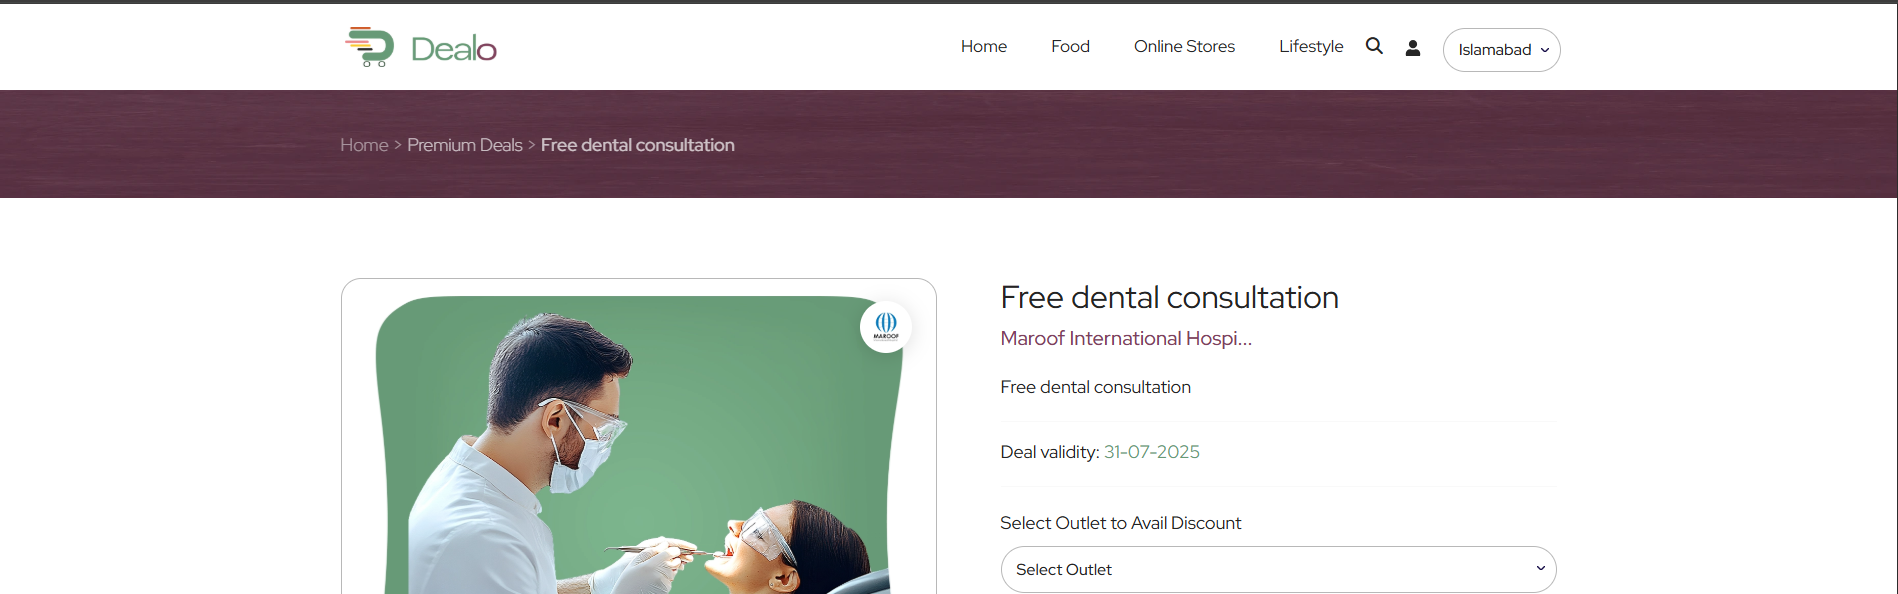 Dealo
Home
Food
Online Stores
Lifestyle
Islamabad
Home > Premium Deals > Free dental consultation
MAROOF
Free dental consultation
Maroof International Hospi...
Free dental consultation
Deal validity: 31-07-2025
Select Outlet to Avail Discount
Select Outlet